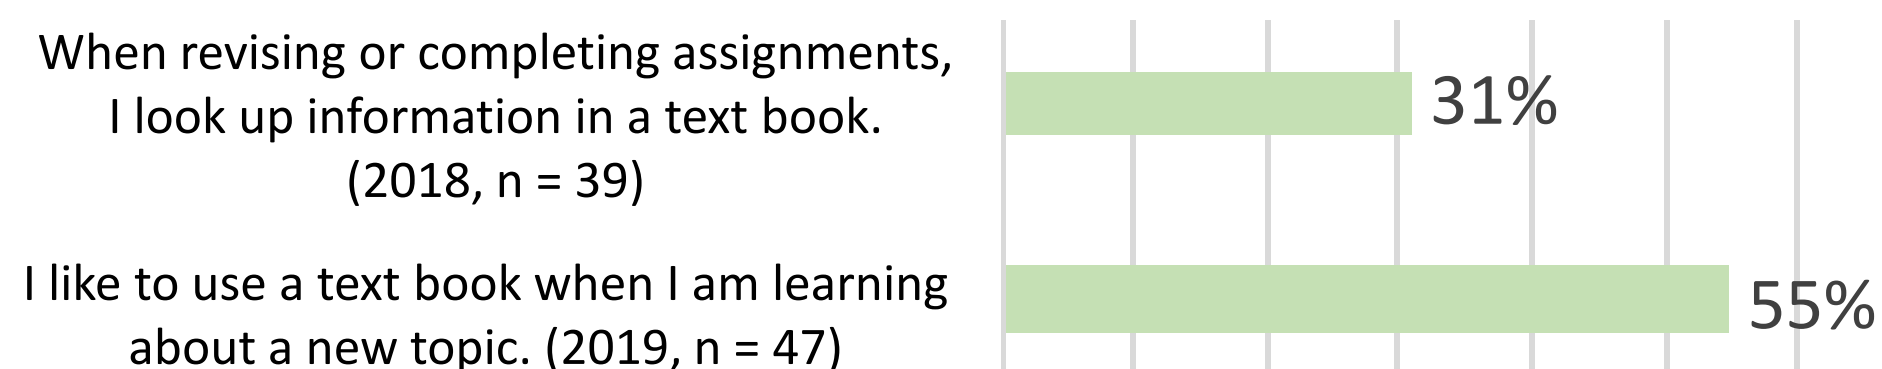 When revising or completing assignments,
I look up information in a text book.
(2018, n = 39)
31%
I like to use a text book when I am learning
about a new topic. (2019, n = 47)
55%